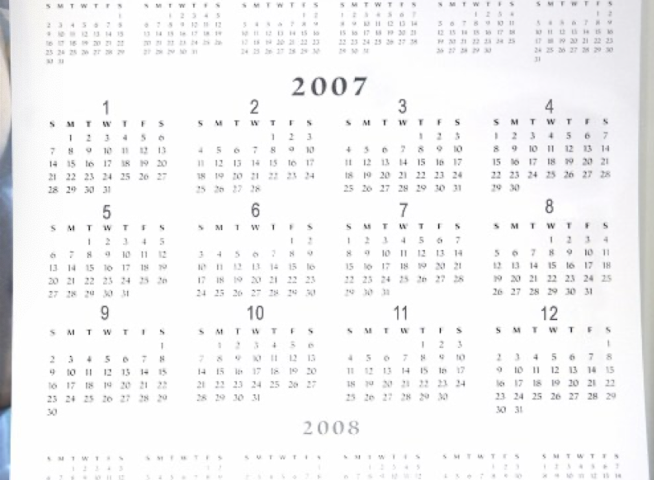 2007
1
S M T W T F S
1 2 3 4 5 6
7 8 9 10 11 12 13
14 15 16 17 18 19 20
21 22 23 24 25 26 27
28 29 30 31
2
S M T W T F S
1 2 3
4 5 6 7 8 9 10
11 12 13 14 15 16 17
18 19 20 21 22 23 24
25 26 27 28
3
S M T W T F S
1 2 3
4 5 6 7 8 9 10
11 12 13 14 15 16 17
18 19 20 21 22 23 24
25 26 27 28 29 30 31
4
S M T W T F S
1 2 3 4 5 6 7
8 9 10 11 12 13 14
15 16 17 18 19 20 21
22 23 24 25 26 27 28
29 30
5
S M T W T F S
1 2 3 4 5
6 7 8 9 10 11 12
13 14 15 16 17 18 19
20 21 22 23 24 25 26
27 28 29 30 31
6
S M T W T F S
1 2
3 4 5 6 7 8 9
10 11 12 13 14 15 16
17 18 19 20 21 22 23
24 25 26 27 28 29 30
7
S M T W T F S
1 2 3 4 5 6 7
8 9 10 11 12 13 14
15 16 17 18 19 20 21
22 23 24 25 26 27 28
29 30 31
8
S M T W T F S
1 2 3 4
5 6 7 8 9 10 11
12 13 14 15 16 17 18
19 20 21 22 23 24 25
26 27 28 29 30 31
9
S M T W T F S
1
2 3 4 5 6 7 8
9 10 11 12 13 14 15
16 17 18 19 20 21 22
23 24 25 26 27 28 29
30
10
S M T W T F S
1 2 3 4 5 6
7 8 9 10 11 12 13
14 15 16 17 18 19 20
21 22 23 24 25 26 27
28 29 30 31
11
S M T W T F S
1 2 3
4 5 6 7 8 9 10
11 12 13 14 15 16 17
18 19 20 21 22 23 24
25 26 27 28 29 30
12
S M T W T F S
1
2 3 4 5 6 7 8
9 10 11 12 13 14 15
16 17 18 19 20 21 22
23 24 25 26 27 28 29
30 31
2008